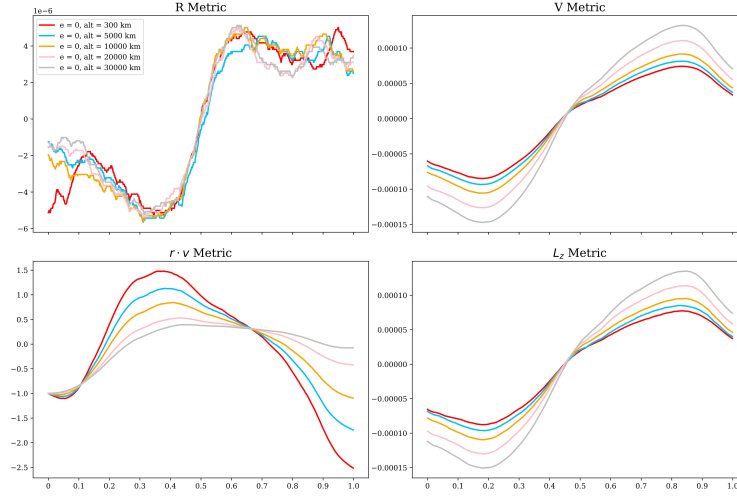 R Metric
1e−6
e = 0, alt = 300 km
e = 0, alt = 5000 km
e = 0, alt = 10000 km
e = 0, alt = 20000 km
e = 0, alt = 30000 km
4
2
0
−2
−4
−6
V Metric
0.00010
0.00005
0.00000
−0.00005
−0.00010
−0.00015
r · v Metric
1.5
1.0
0.5
0.0
−0.5
−1.0
−1.5
−2.0
−2.5
0.0 0.1 0.2 0.3 0.4 0.5 0.6 0.7 0.8 0.9 1.0
L_z Metric
0.00010
0.00005
0.00000
−0.00005
−0.00010
−0.00015
0.0 0.1 0.2 0.3 0.4 0.5 0.6 0.7 0.8 0.9 1.0